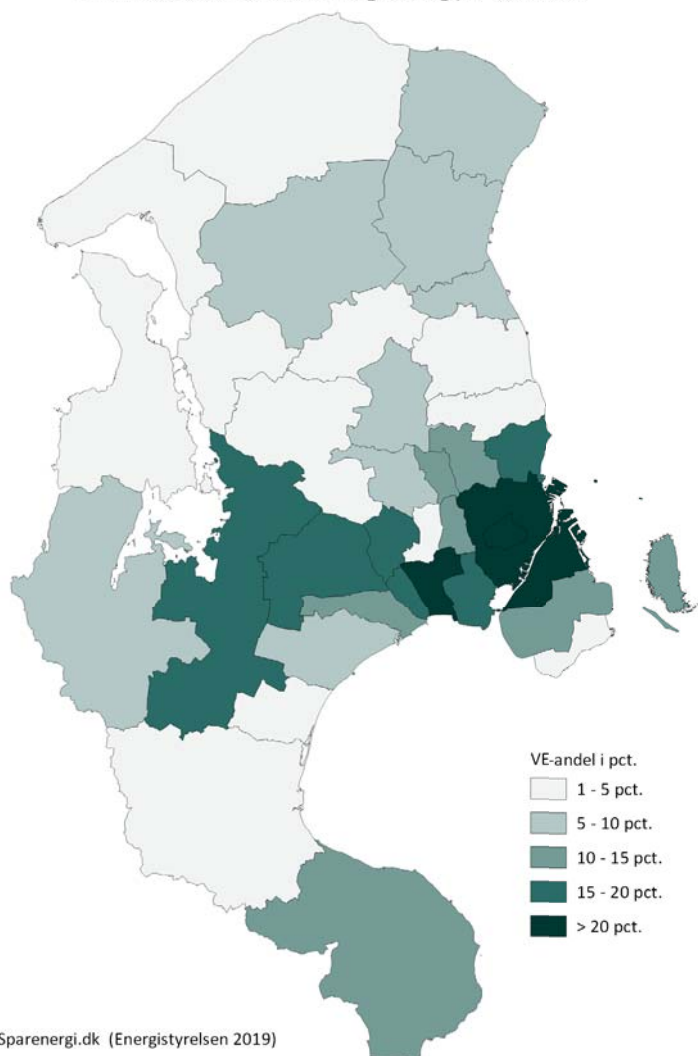 VE-andel i pct.
1 - 5 pct.
5 - 10 pct.
10 - 15 pct.
15 - 20 pct.
> 20 pct.
Sparenergi.dk (Energistyrelsen 2019)